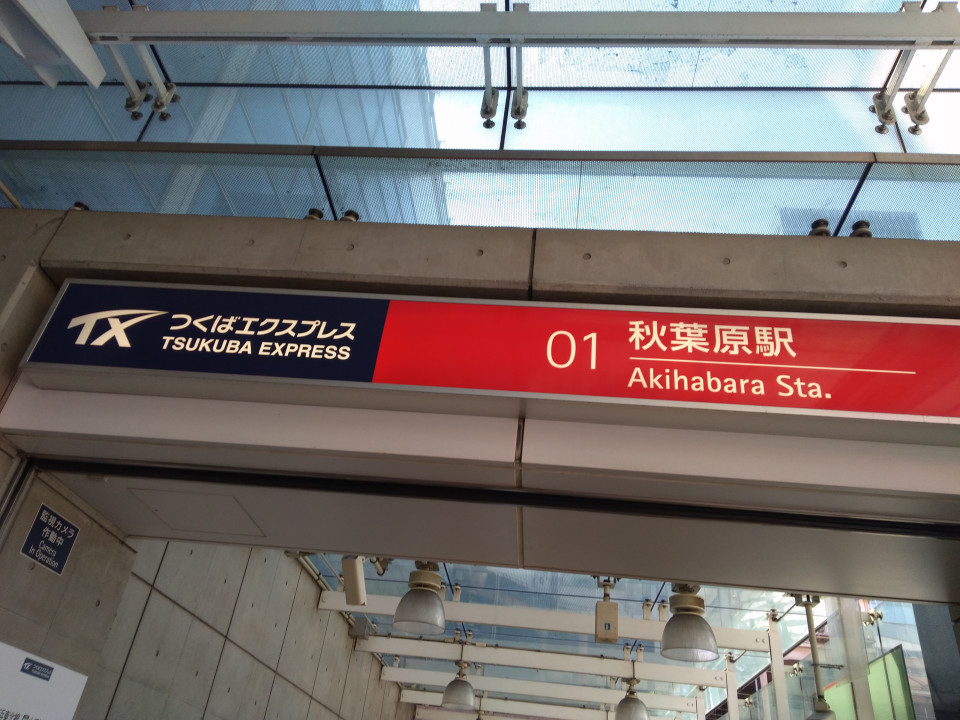 TX つくばエクスプレス
TSUKUBA EXPRESS
01 秋葉原駅
Akihabara Sta.
監視カメラ
作動中
Camera
In Operation